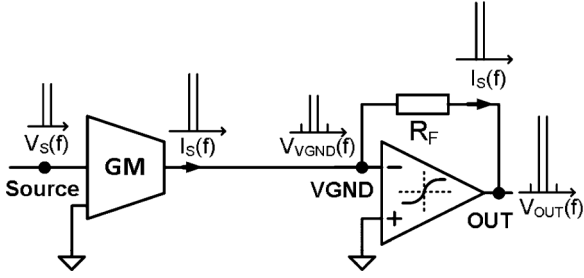 I_S(f)
V_S(f)
GM
I_S(f)
V_VGND(f)
R_F
Source
VGND
−
+
OUT
V_OUT(f)